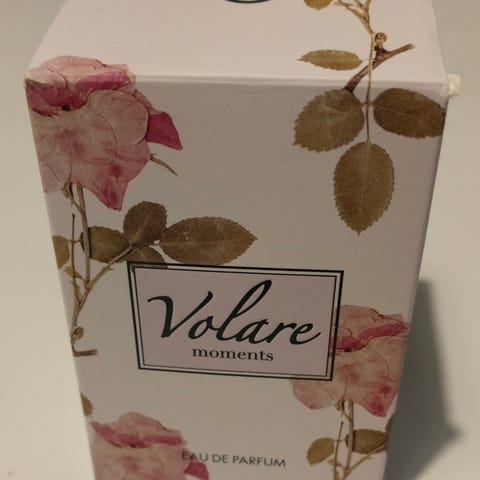 Volare
moments
EAU DE PARFUM